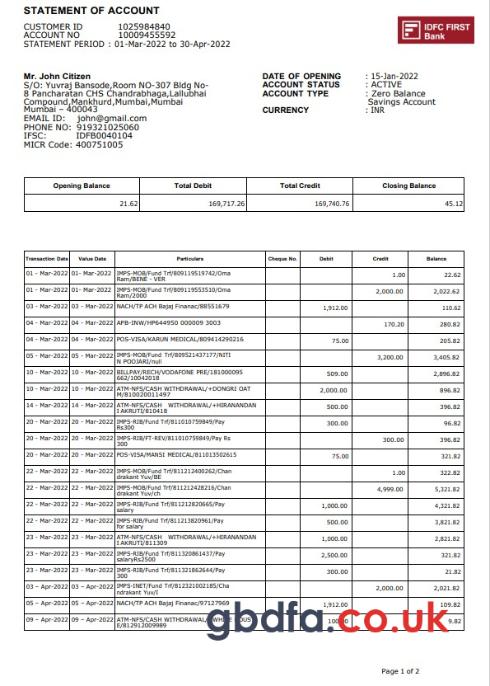 STATEMENT OF ACCOUNT
CUSTOMER ID 1025984840
ACCOUNT NO 10009455592
STATEMENT PERIOD : 01-Mar-2022 to 30-Apr-2022
IDFC FIRST
Bank
Mr. John Citizen
S/O: Yuvraj Bansode,Room NO-307 Bldg No-
8 Pancharatan CHS Chandrabhaga,Lallubhai
Compound,Mankhurd,Mumbai,Mumbai
Mumbai – 400043
EMAIL ID: john@gmail.com
PHONE NO: 919321025060
IFSC: IDFB0040104
MICR Code: 400751005
DATE OF OPENING : 15-Jan-2022
ACCOUNT STATUS : ACTIVE
ACCOUNT TYPE : Zero Balance
Savings Account
CURRENCY : INR
Opening Balance Total Debit Total Credit Closing Balance
21.62 169,717.26 169,740.76 45.12
Transaction Date Value Date Particulars Cheque No. Debit Credit Balance
01 - Mar-2022 01- Mar-2022 IMPS-MOB/Fund Trf/809119519742/Oma
Ram/BENE - VER 1.00 22.62
01 - Mar-2022 01- Mar-2022 IMPS-MOB/Fund Trf/809119553510/Oma
Ram/2000 2,000.00 2,022.62
03 - Mar-2022 03 - Mar-2022 NACH/TP ACH Bajaj Finanac/88551679 1,912.00 110.62
04 - Mar-2022 04 - Mar-2022 APB-INW/HP644950 000009 3003 170.20 280.82
04 - Mar-2022 04 - Mar-2022 POS-VISA/KARUN MEDICAL/809414290216 75.00 205.82
05 - Mar-2022 05 - Mar-2022 IMPS-MOB/Fund Trf/809521437177/NITI
N POOJARI/null 3,200.00 3,405.82
10 - Mar-2022 10 - Mar-2022 BILLPAY/RECH/VODAFONE PRE/181000095
662/10042018 509.00 2,896.82
10 - Mar-2022 10 - Mar-2022 ATM-NFS/CASH WITHDRAWAL/+DONGRI OAT
M/810020011497 2,000.00 896.82
14 - Mar-2022 14 - Mar-2022 ATM-NFS/CASH WITHDRAWAL/+HIRANANDAN
I AKRUTI/810418 500.00 396.82
20 - Mar-2022 20 - Mar-2022 IMPS-RIB/Fund Trf/811010759849/Pay
Rs300 300.00 96.82
20 - Mar-2022 20 - Mar-2022 IMPS-RIB/FT-REV/811010759849/Pay Rs
300 300.00 396.82
20 - Mar-2022 20 - Mar-2022 POS-VISA/MANSI MEDICAL/811013502615 75.00 321.82
22 - Mar-2022 22 - Mar-2022 IMPS-MOB/Fund Trf/811212400262/Chan
drakant Yuv/BE 1.00 322.82
22 - Mar-2022 22 - Mar-2022 IMPS-MOB/Fund Trf/811212428216/Chan
drakant Yuv/ch 4,999.00 5,321.82
22 - Mar-2022 22 - Mar-2022 IMPS-RIB/Fund Trf/811212820665/Pay
salary 1,000.00 4,321.82
22 - Mar-2022 22 - Mar-2022 IMPS-RIB/Fund Trf/811213820961/Pay
for salary 500.00 3,821.82
23 - Mar-2022 23 - Mar-2022 ATM-NFS/CASH WITHDRAWAL/+HIRANANDAN
I AKRUTI/811309 1,000.00 2,821.82
23 - Mar-2022 23 - Mar-2022 IMPS-RIB/Fund Trf/811320861437/Pay
salaryRs2500 2,500.00 321.82
23 - Mar-2022 23 - Mar-2022 IMPS-RIB/Fund Trf/811321862644/Pay
300 300.00 21.82
03 – Apr-2022 03 – Apr-2022 IMPS-INET/Fund Trf/812321002185/Cha
ndrakant Yuv/I 2,000.00 2,021.82
05 – Apr-2022 05 – Apr-2022 NACH/TP ACH Bajaj Finanac/97127969 1,912.00 109.82
09 – Apr-2022 09 – Apr-2022 ATM-NFS/CASH WITHDRAWAL/
E/812912009989 9.82
gbdfa.co.uk
Page 1 of 2